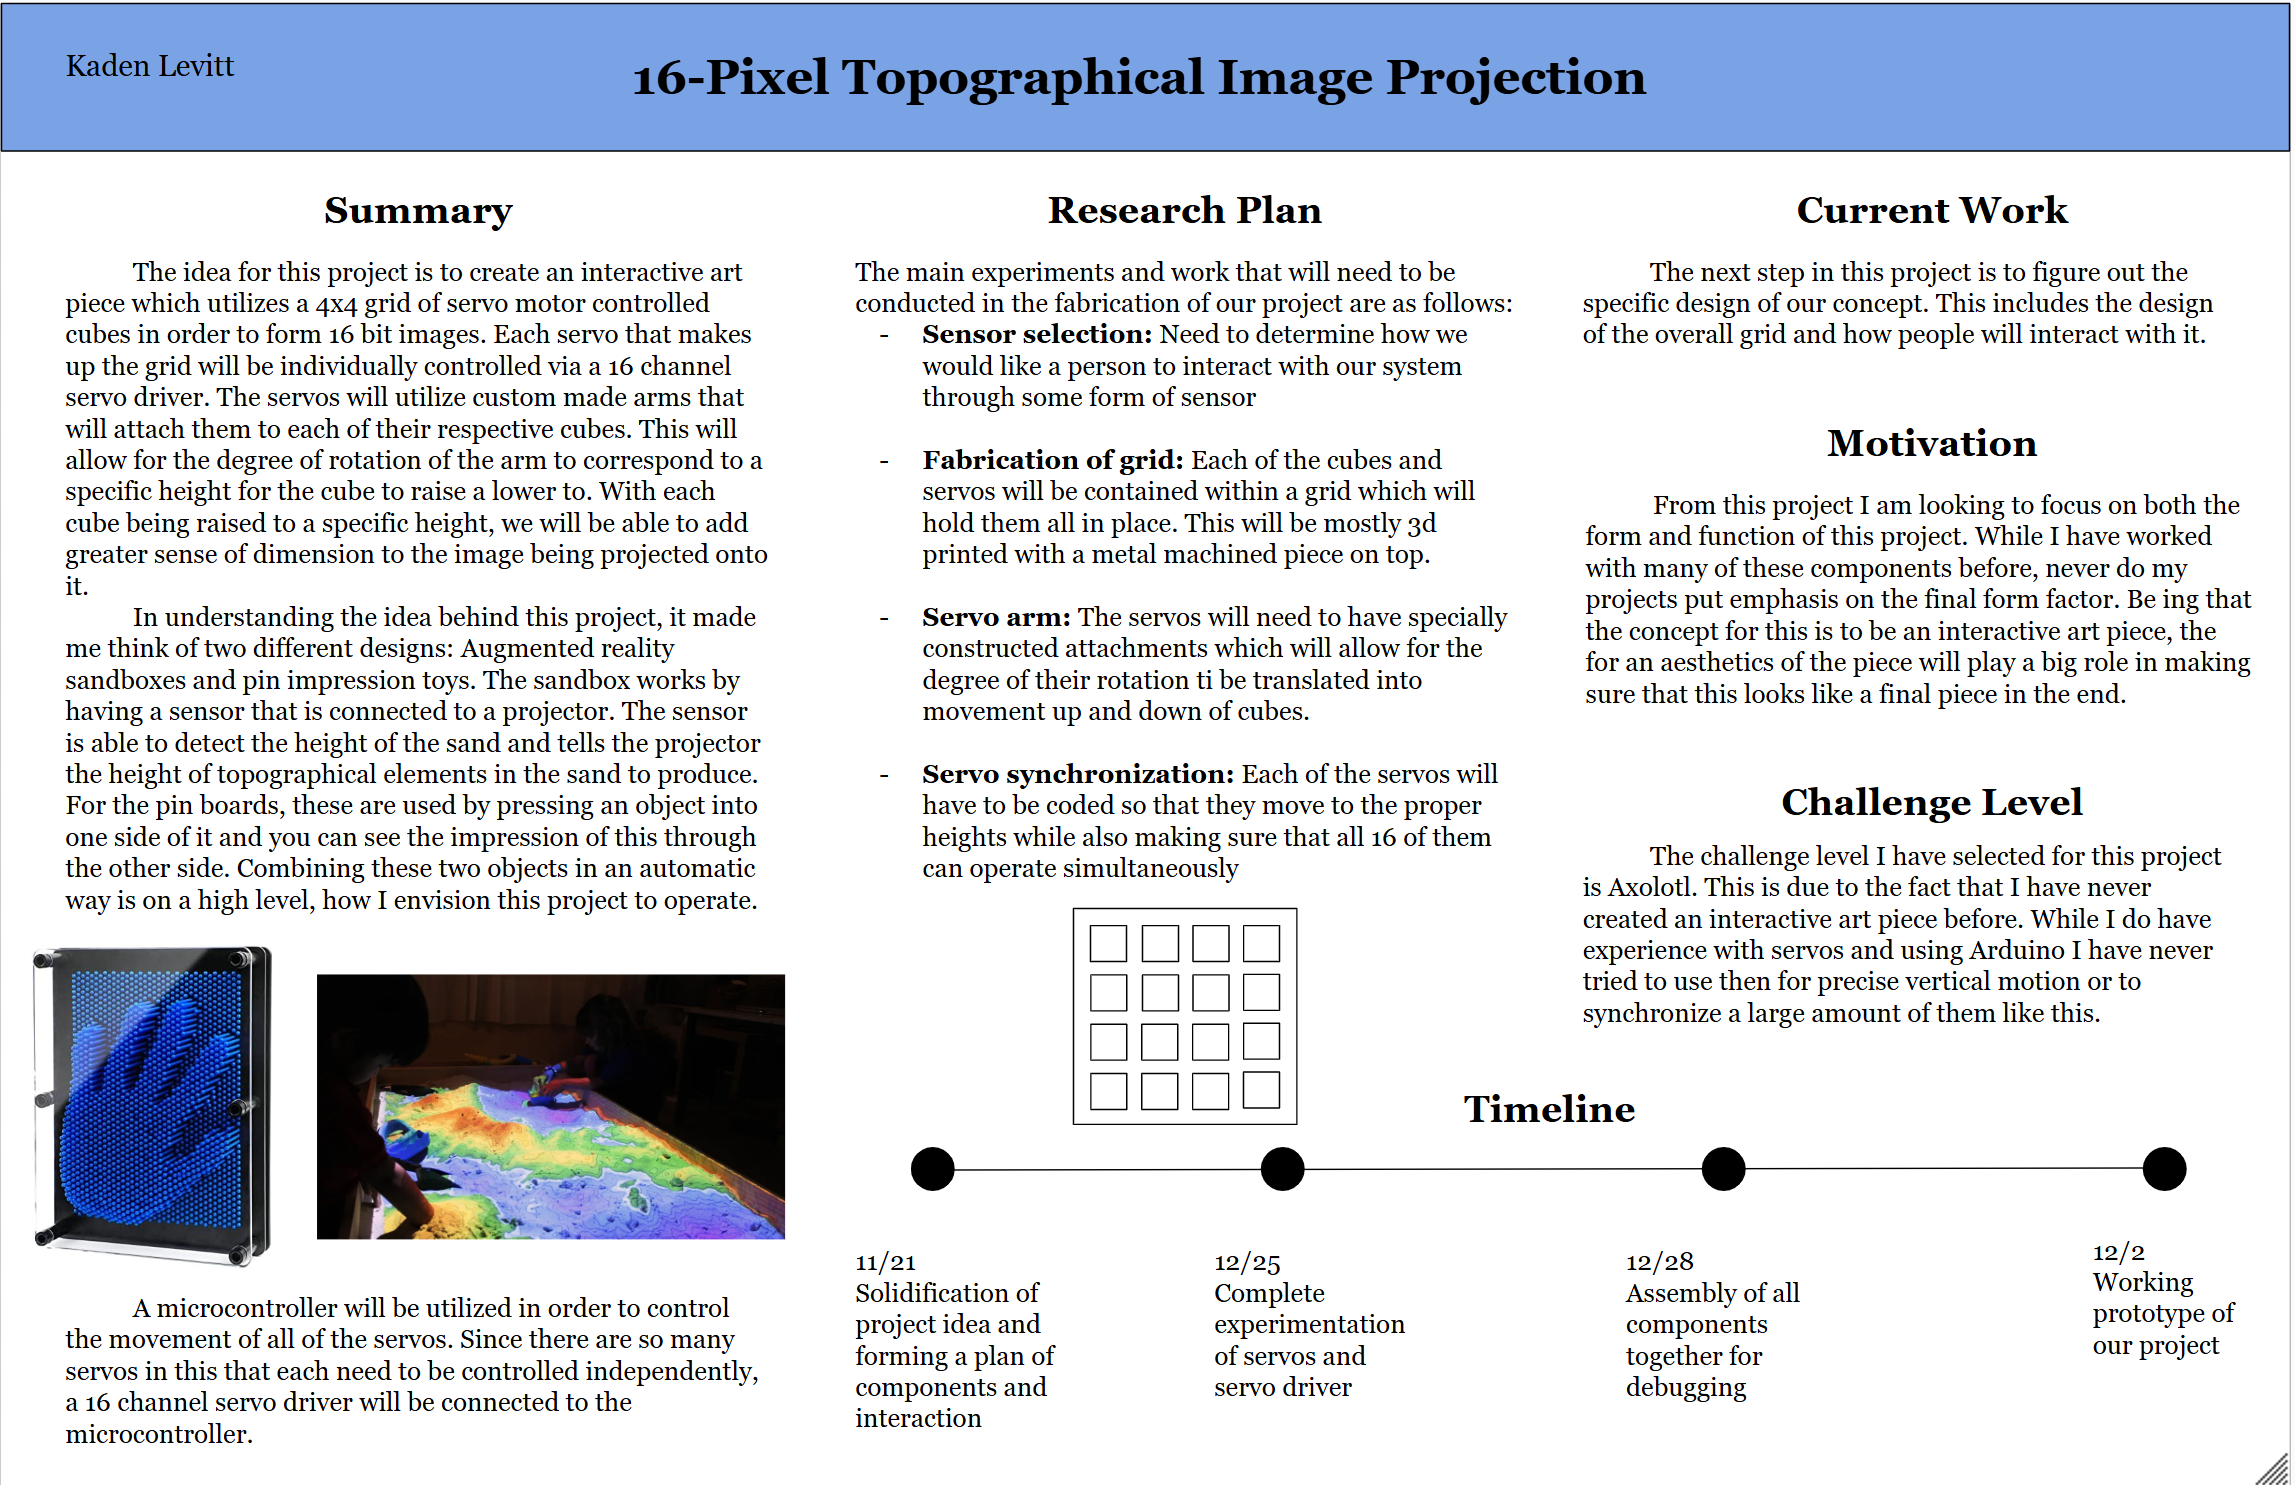 Kaden Levitt
16-Pixel Topographical Image Projection
Summary
The idea for this project is to create an interactive art
piece which utilizes a 4x4 grid of servo motor controlled
cubes in order to form 16 bit images. Each servo that makes
up the grid will be individually controlled via a 16 channel
servo driver. The servos will utilize custom made arms that
will attach them to each of their respective cubes. This will
allow for the degree of rotation of the arm to correspond to a
specific height for the cube to raise a lower to. With each
cube being raised to a specific height, we will be able to add
greater sense of dimension to the image being projected onto
it.
In understanding the idea behind this project, it made
me think of two different designs: Augmented reality
sandboxes and pin impression toys. The sandbox works by
having a sensor that is connected to a projector. The sensor
is able to detect the height of the sand and tells the projector
the height of topographical elements in the sand to produce.
For the pin boards, these are used by pressing an object into
one side of it and you can see the impression of this through
the other side. Combining these two objects in an automatic
way is on a high level, how I envision this project to operate.
A microcontroller will be utilized in order to control
the movement of all of the servos. Since there are so many
servos in this that each need to be controlled independently,
a 16 channel servo driver will be connected to the
microcontroller.
Research Plan
The main experiments and work that will need to be
conducted in the fabrication of our project are as follows:
- Sensor selection: Need to determine how we
would like a person to interact with our system
through some form of sensor
- Fabrication of grid: Each of the cubes and
servos will be contained within a grid which will
hold them all in place. This will be mostly 3d
printed with a metal machined piece on top.
- Servo arm: The servos will need to have specially
constructed attachments which will allow for the
degree of their rotation ti be translated into
movement up and down of cubes.
- Servo synchronization: Each of the servos will
have to be coded so that they move to the proper
heights while also making sure that all 16 of them
can operate simultaneously
Current Work
The next step in this project is to figure out the
specific design of our concept. This includes the design
of the overall grid and how people will interact with it.
Motivation
From this project I am looking to focus on both the
form and function of this project. While I have worked
with many of these components before, never do my
projects put emphasis on the final form factor. Be ing that
the concept for this is to be an interactive art piece, the
for an aesthetics of the piece will play a big role in making
sure that this looks like a final piece in the end.
Challenge Level
The challenge level I have selected for this project
is Axolotl. This is due to the fact that I have never
created an interactive art piece before. While I do have
experience with servos and using Arduino I have never
tried to use then for precise vertical motion or to
synchronize a large amount of them like this.
Timeline
11/21
Solidification of
project idea and
forming a plan of
components and
interaction
12/25
Complete
experimentation
of servos and
servo driver
12/28
Assembly of all
components
together for
debugging
12/2
Working
prototype of
our project